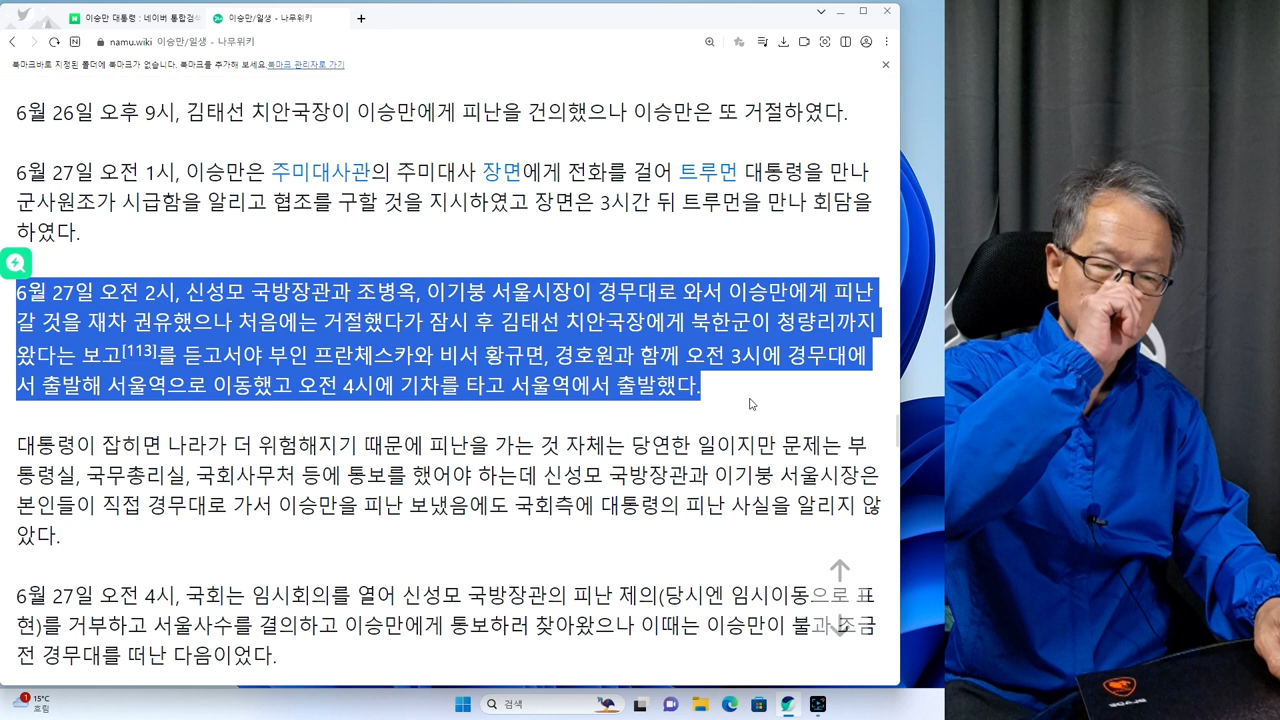 이승만 대통령 : 네이버 통합검색
이승만/일생 - 나무위키
namu.wiki 이승만/일생 - 나무위키
북마크바로 지정된 폴더에 북마크가 없습니다. 북마크를 추가해 보세요.북마크 관리자로 가기
6월 26일 오후 9시, 김태선 치안국장이 이승만에게 피난을 건의했으나 이승만은 또 거절하였다.
6월 27일 오전 1시, 이승만은 주미대사관의 주미대사 장면에게 전화를 걸어 트루먼 대통령을 만나
군사원조가 시급함을 알리고 협조를 구할 것을 지시하였고 장면은 3시간 뒤 트루먼을 만나 회담을
하였다.
6월 27일 오전 2시, 신성모 국방장관과 조병옥, 이기붕 서울시장이 경무대로 와서 이승만에게 피난
갈 것을 재차 권유했으나 처음에는 거절했다가 잠시 후 김태선 치안국장에게 북한군이 청량리까지
왔다는 보고[113]를 듣고서야 부인 프란체스카와 비서 황규면, 경호원과 함께 오전 3시에 경무대에
서 출발해 서울역으로 이동했고 오전 4시에 기차를 타고 서울역에서 출발했다.
대통령이 잡히면 나라가 더 위험해지기 때문에 피난을 가는 것 자체는 당연한 일이지만 문제는 부
통령실, 국무총리실, 국회사무처 등에 통보를 했어야 하는데 신성모 국방장관과 이기붕 서울시장은
본인들이 직접 경무대로 가서 이승만을 피난 보냈음에도 국회측에 대통령의 피난 사실을 알리지 않
았다.
6월 27일 오전 4시, 국회는 임시회의를 열어 신성모 국방장관의 피난 제의(당시엔 임시이동으로 표
현)를 거부하고 서울사수를 결의하고 이승만에게 통보하러 찾아왔으나 이때는 이승만이 불과 조금
전 경무대를 떠난 다음이었다.
1
15°C
흐림
검색